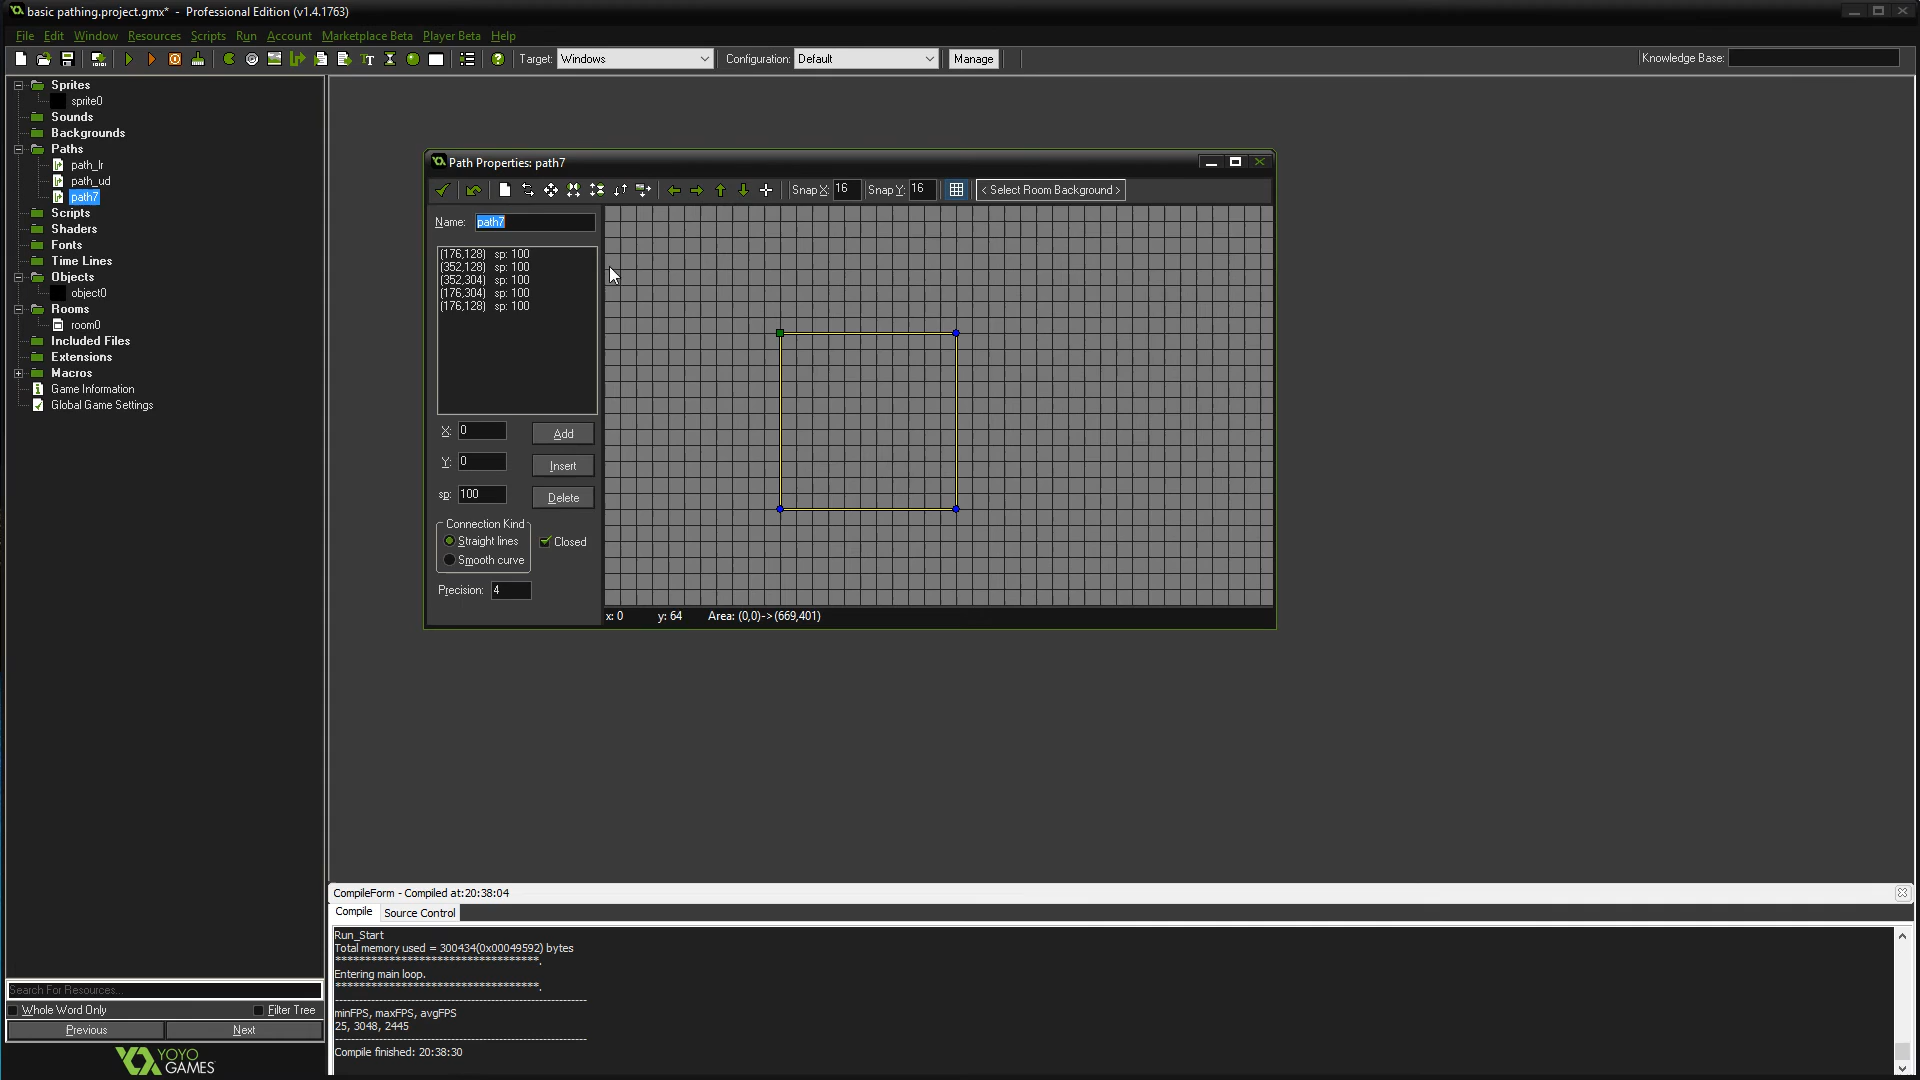 basic pathing.project.gmx* - Professional Edition (v1.4.1763)
File Edit Window Resources Scripts Run Account Marketplace Beta Player Beta Help
Target: Windows Configuration: Default Manage Knowledge Base:
Sprites
sprite0
Sounds
Backgrounds
Paths
path_lr
path_ud
path7
Scripts
Shaders
Fonts
Time Lines
Objects
object0
Rooms
room0
Included Files
Extensions
Macros
Game Information
Global Game Settings
Search For Resources...
Whole Word Only Filter Tree
Previous Next
YOYO
GAMES
Path Properties: path7
Snap X: 16 Snap Y: 16 < Select Room Background >
Name: path7
(176,128) sp: 100
(352,128) sp: 100
(352,304) sp: 100
(176,304) sp: 100
(176,128) sp: 100
X: 0 Add
Y: 0 Insert
sp: 100 Delete
Connection Kind
Straight lines Closed
Smooth curve
Precision: 4
x: 0 y: 64 Area: (0,0)->(669,401)
CompileForm - Compiled at:20:38:04
Compile Source Control
Run_Start
Total memory used = 300434(0x00049592) bytes
**********************************.
Entering main loop.
**********************************.
---------------------------------------------------------------
minFPS, maxFPS, avgFPS
25, 3048, 2445
---------------------------------------------------------------
Compile finished: 20:38:30